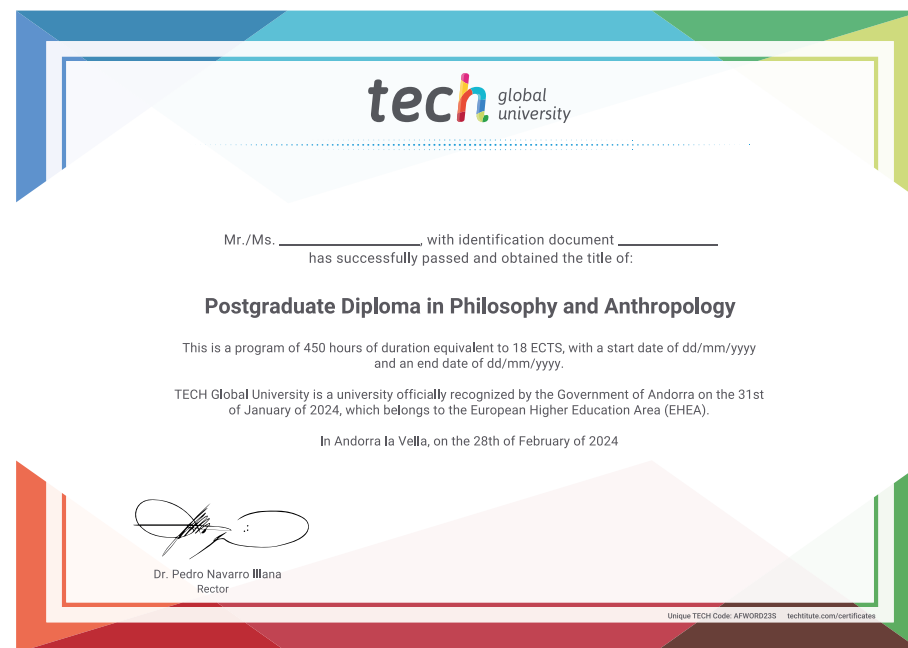 tech global university
Mr./Ms. ____________________, with identification document ______________
has successfully passed and obtained the title of:
Postgraduate Diploma in Philosophy and Anthropology
This is a program of 450 hours of duration equivalent to 18 ECTS, with a start date of dd/mm/yyyy
and an end date of dd/mm/yyyy.
TECH Global University is a university officially recognized by the Government of Andorra on the 31st
of January of 2024, which belongs to the European Higher Education Area (EHEA).
In Andorra la Vella, on the 28th of February of 2024
Dr. Pedro Navarro Illana
Rector
Unique TECH Code: AFWORD23S techtitute.com/certificates